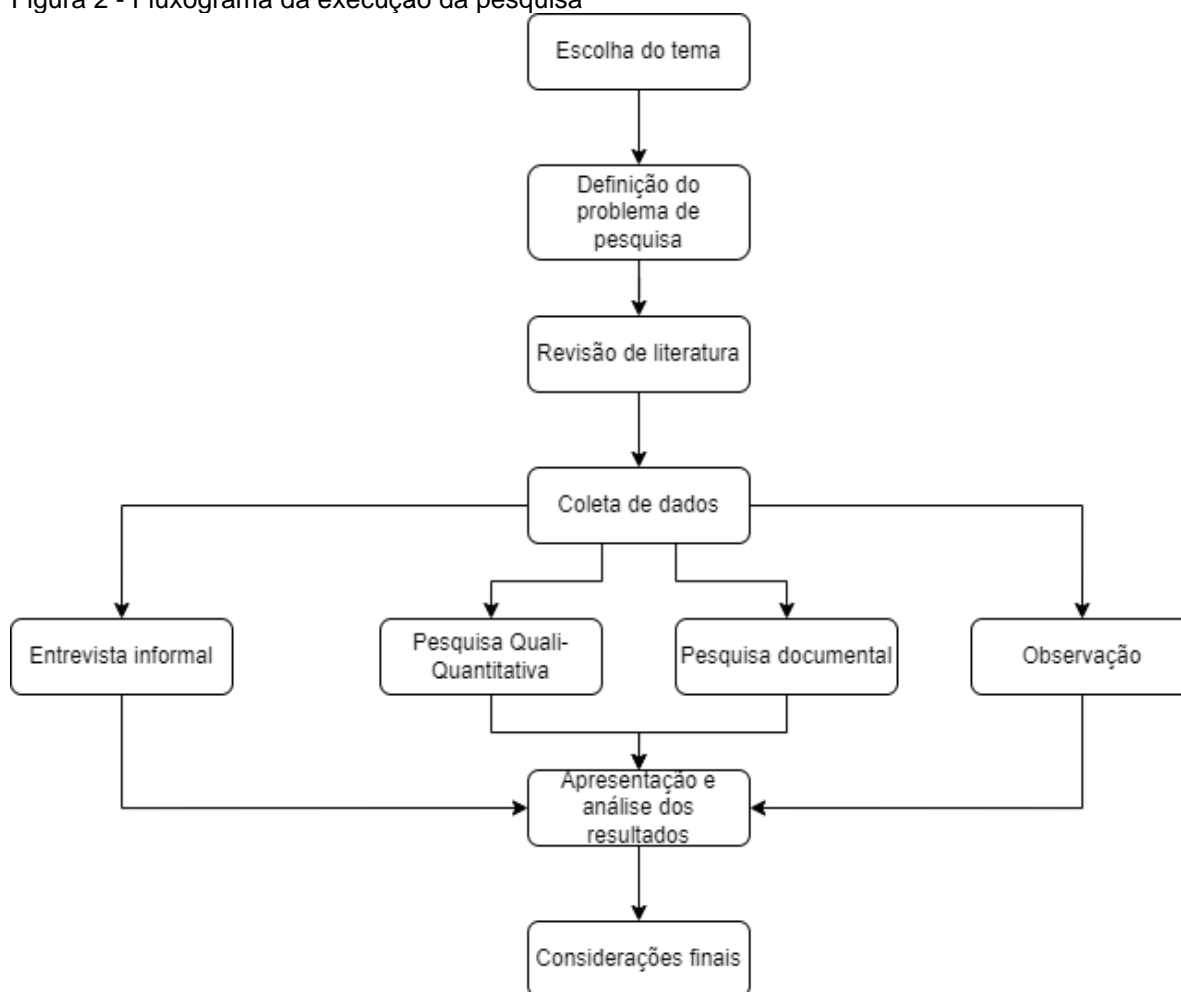 Figura 2 - Fluxograma da execução da pesquisa
Escolha do tema
Definição do
problema de
pesquisa
Revisão de literatura
Coleta de dados
Entrevista informal
Pesquisa Quali-
Quantitativa
Pesquisa documental
Observação
Apresentação e
análise dos
resultados
Considerações finais